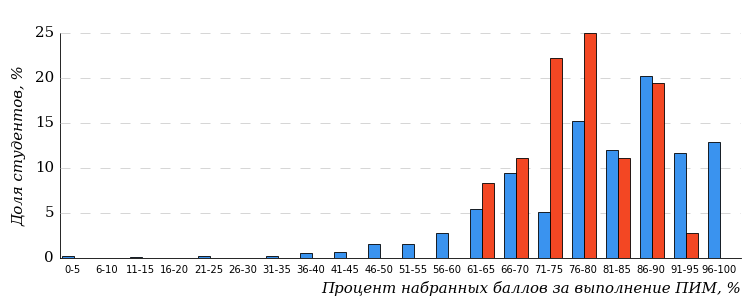 Доля студентов, %
25
20
15
10
5
0
0-5 6-10 11-15 16-20 21-25 26-30 31-35 36-40 41-45 46-50 51-55 56-60 61-65 66-70 71-75 76-80 81-85 86-90 91-95 96-100
Процент набранных баллов за выполнение ПИМ, %